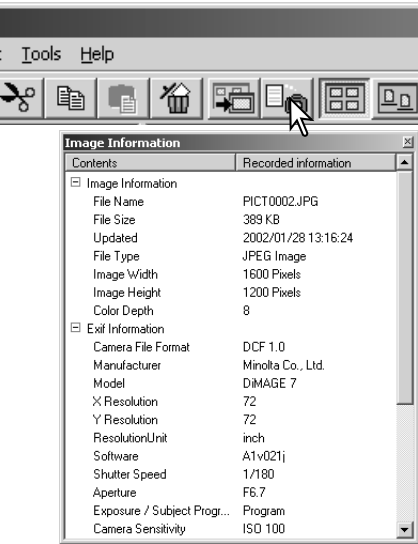 Tools Help
Image Information
Contents Recorded information
Image Information
File Name PICT0002.JPG
File Size 389 KB
Updated 2002/01/28 13:16:24
File Type JPEG Image
Image Width 1600 Pixels
Image Height 1200 Pixels
Color Depth 8
Exif Information
Camera File Format DCF 1.0
Manufacturer Minolta Co., Ltd.
Model DiMAGE 7
X Resolution 72
Y Resolution 72
ResolutionUnit inch
Software A1v021j
Shutter Speed 1/180
Aperture F6.7
Exposure / Subject Progr... Program
Camera Sensitivity ISO 100